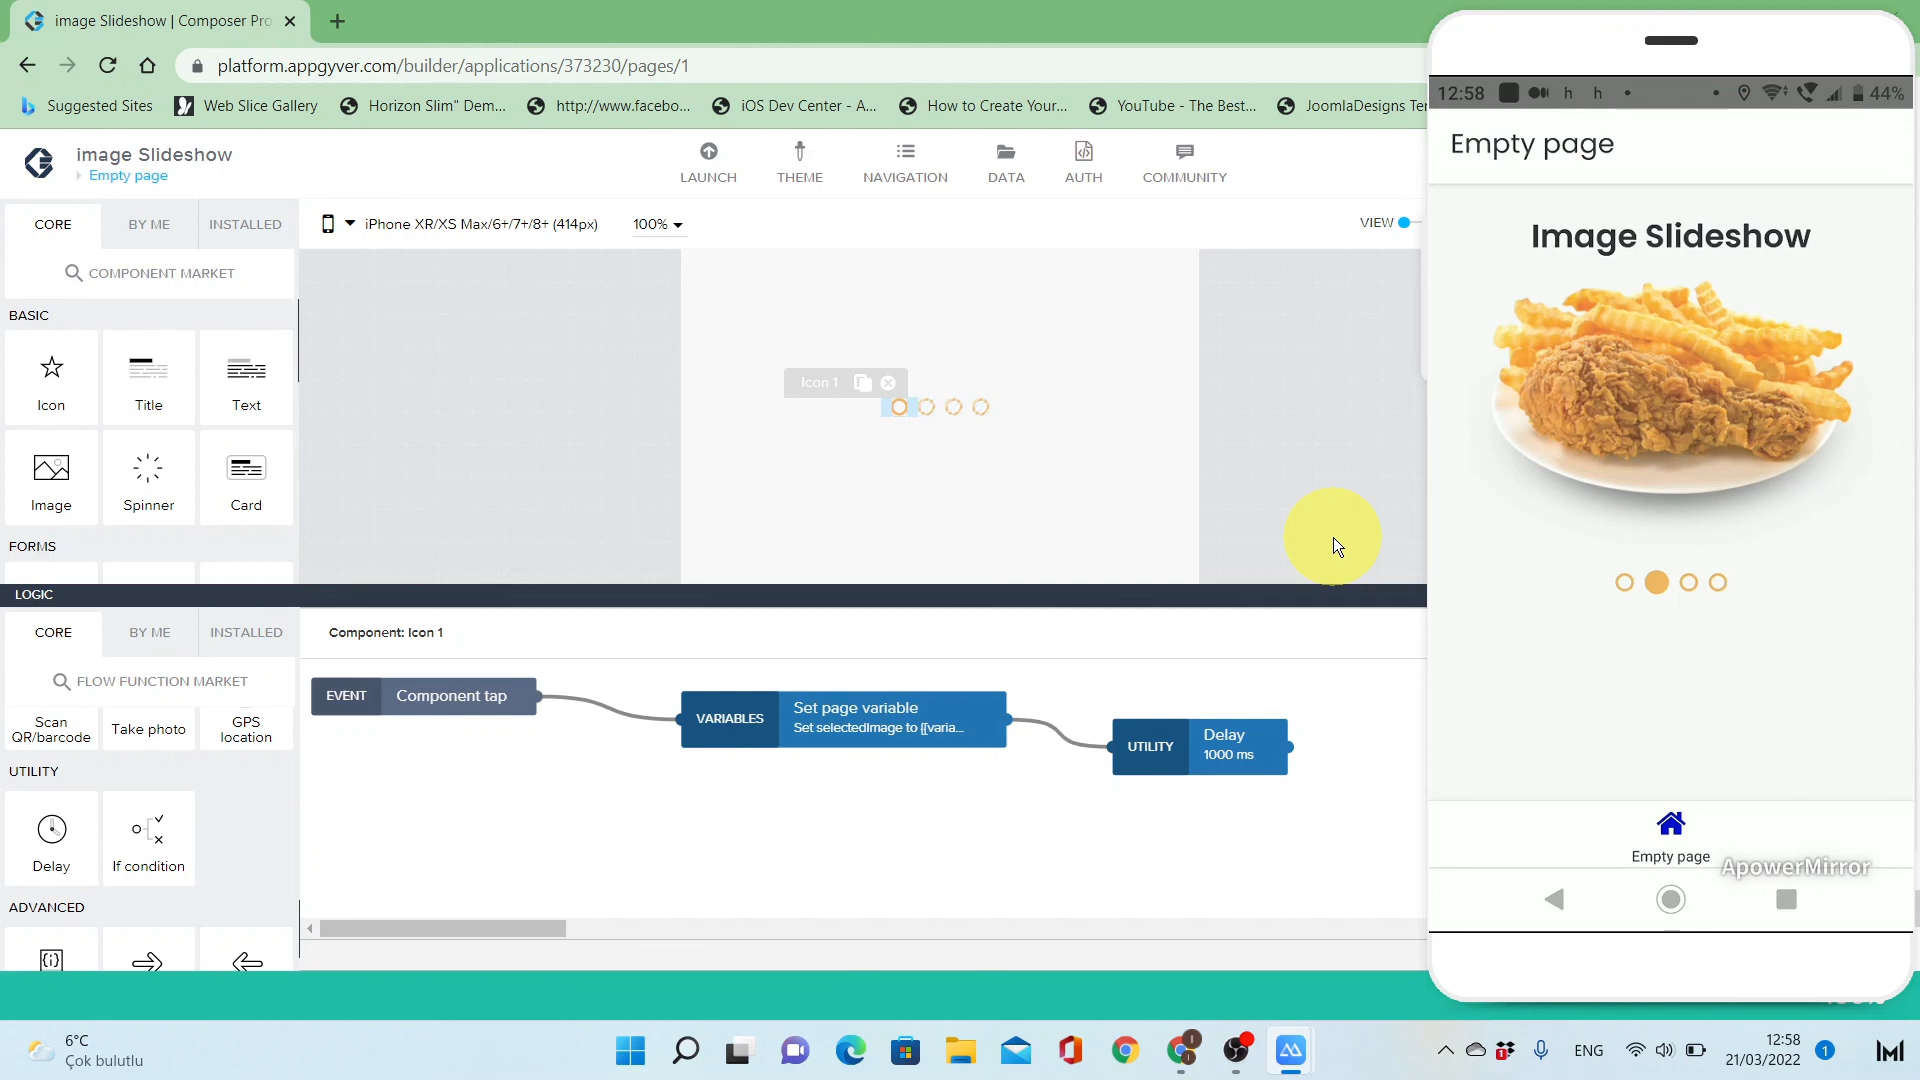 image Slideshow | Composer Pro
platform.appgyver.com/builder/applications/373230/pages/1
Suggested Sites
Web Slice Gallery
Horizon Slim" Dem...
http://www.facebo...
iOS Dev Center - A...
How to Create Your...
YouTube - The Best...
JoomlaDesigns Ten
image Slideshow
Empty page
LAUNCH
THEME
NAVIGATION
DATA
AUTH
COMMUNITY
CORE
BY ME
INSTALLED
iPhone XR/XS Max/6+/7+/8+ (414px)
100%
VIEW
COMPONENT MARKET
BASIC
Icon
Title
Text
Image
Spinner
Card
FORMS
Icon 1
LOGIC
CORE
BY ME
INSTALLED
Component: Icon 1
FLOW FUNCTION MARKET
Scan
QR/barcode
Take photo
GPS
location
UTILITY
Delay
If condition
ADVANCED
EVENT
Component tap
VARIABLES
Set page variable
Set selectedImage to [{varia...
UTILITY
Delay
1000 ms
12:58
h
h
44%
Empty page
Image Slideshow
Empty page
ApowerMirror
6°C
Çok bulutlu
1
ENG
12:58
21/03/2022
1